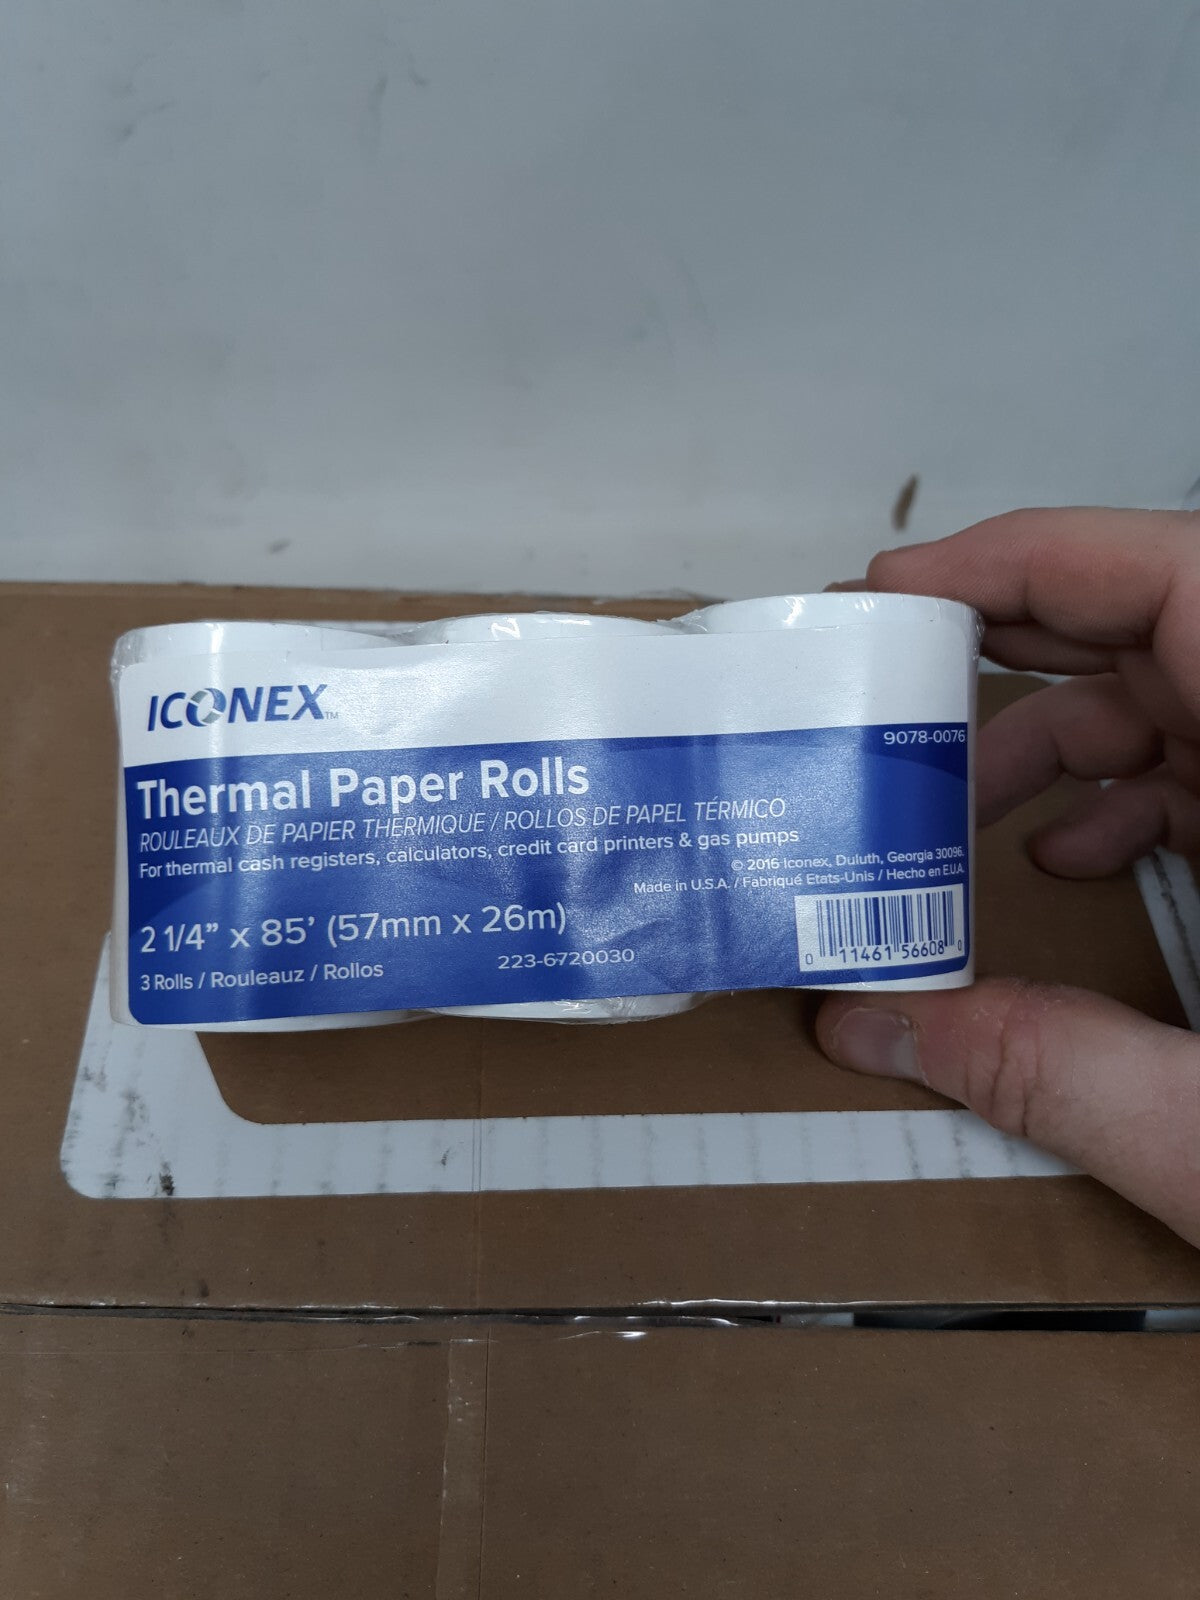 ICONEX™
9078-0076
Thermal Paper Rolls
ROULEAUX DE PAPIER THERMIQUE / ROLLOS DE PAPEL TÉRMICO
For thermal cash registers, calculators, credit card printers & gas pumps
© 2016 Iconex, Duluth, Georgia 30096.
Made in U.S.A. / Fabriqué Etats-Unis / Hecho en E.U.A.
2 1/4” x 85’ (57mm x 26m)
3 Rolls / Rouleauz / Rollos
223-6720030
0 11461 56608 0